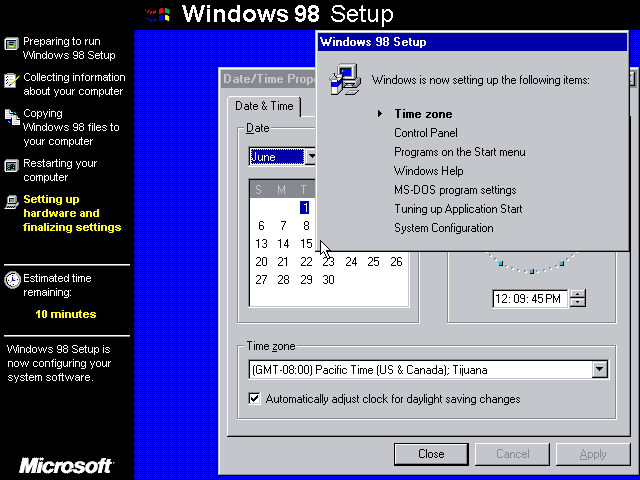 Windows 98 Setup
Preparing to run
Windows 98 Setup
Collecting information
about your computer
Copying
Windows 98 files to
your computer
Restarting your
computer
Setting up
hardware and
finalizing settings
Estimated time
remaining:
10 minutes
Windows 98 Setup is
now configuring your
system software.
Microsoft
Windows 98 Setup
Windows is now setting up the following items:
Time zone
Control Panel
Programs on the Start menu
Windows Help
MS-DOS program settings
Tuning up Application Start
System Configuration
Date/Time Prope
Date & Time
Date
June
S M T
1
6 7 8
13 14 15
20 21 22 23 24 25 26
27 28 29 30
12:09:45 PM
Time zone
(GMT-08:00) Pacific Time (US & Canada); Tijuana
Automatically adjust clock for daylight saving changes
Close Cancel Apply